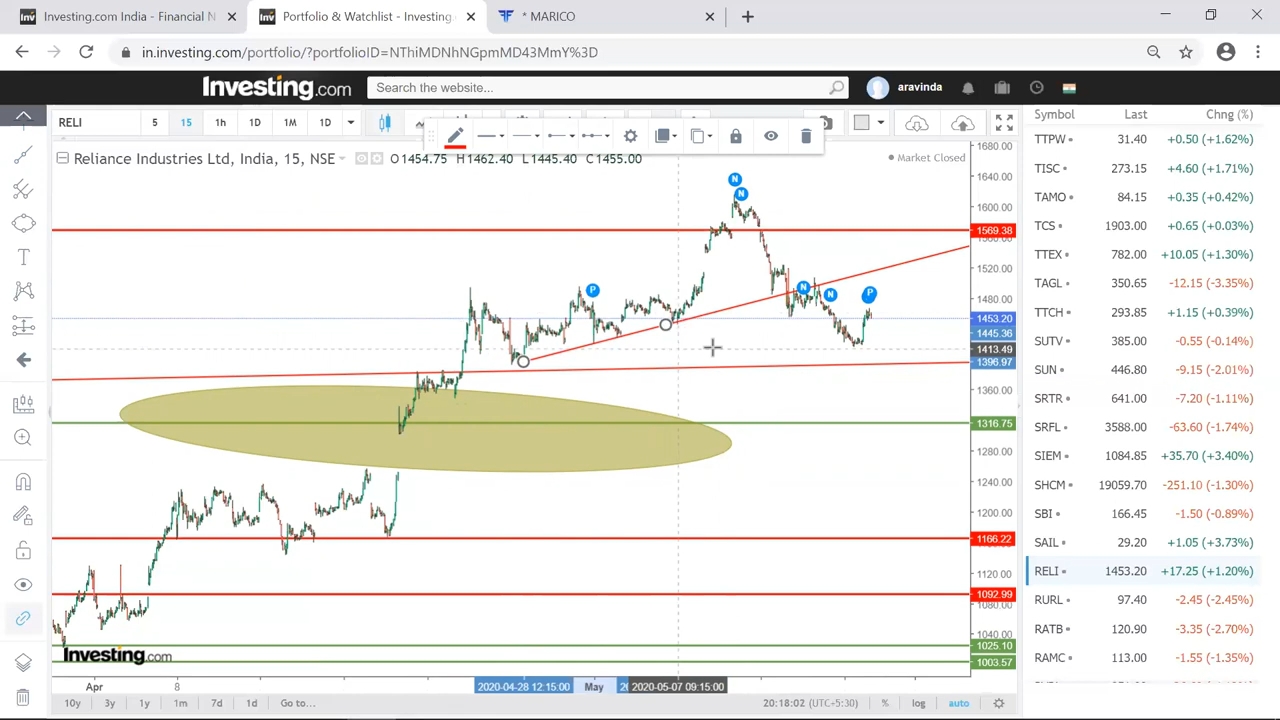 Investing.com India - Financial N
Portfolio & Watchlist - Investing
* MARICO
in.investing.com/portfolio/?portfolioID=NThiMDNhNGpmMD43MmY%3D
Investing.com
Search the website...
aravinda
RELI 5 15 1h 1D 1M 1D
Reliance Industries Ltd, India, 15, NSE
O1454.75 H1462.40 L1445.40 C1455.00
Market Closed
N
N
P
N
N
P
1680.00
1640.00
1600.00
1569.38
1560.00
1520.00
1480.00
1453.20
1445.36
1413.49
1396.97
1360.00
1316.75
1280.00
1240.00
1200.00
1166.22
1120.00
1092.99
1080.00
1040.00
1025.10
1003.57
Investing.com
Apr 8 2020-04-28 12:15:00 May 2020-05-07 09:15:00
10y 3y 1y 1m 7d 1d Go to...
20:18:02 (UTC+5:30) % log auto
Symbol Last Chng (%)
TTPW 31.40 +0.50 (+1.62%)
TISC 273.15 +4.60 (+1.71%)
TAMO 84.15 +0.35 (+0.42%)
TCS 1903.00 +0.65 (+0.03%)
TTEX 782.00 +10.05 (+1.30%)
TAGL 350.65 -12.15 (-3.35%)
TTCH 293.85 +1.15 (+0.39%)
SUTV 385.00 -0.55 (-0.14%)
SUN 446.80 -9.15 (-2.01%)
SRTR 641.00 -7.20 (-1.11%)
SRFL 3588.00 -63.60 (-1.74%)
SIEM 1084.85 +35.70 (+3.40%)
SHCM 19059.70 -251.10 (-1.30%)
SBI 166.45 -1.50 (-0.89%)
SAIL 29.20 +1.05 (+3.73%)
RELI 1453.20 +17.25 (+1.20%)
RURL 97.40 -2.45 (-2.45%)
RATB 120.90 -3.35 (-2.70%)
RAMC 113.00 -1.55 (-1.35%)